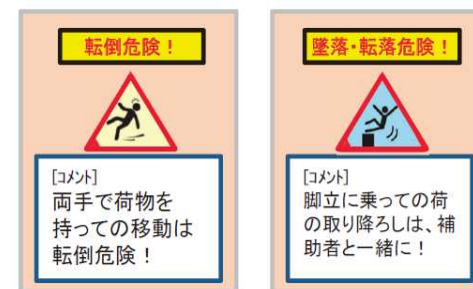 転倒危険！
[コメント]
両手で荷物を
持っての移動は
転倒危険！
墜落・転落危険！
[コメント]
脚立に乗っての荷
の取り降ろしは、補
助者と一緒に！